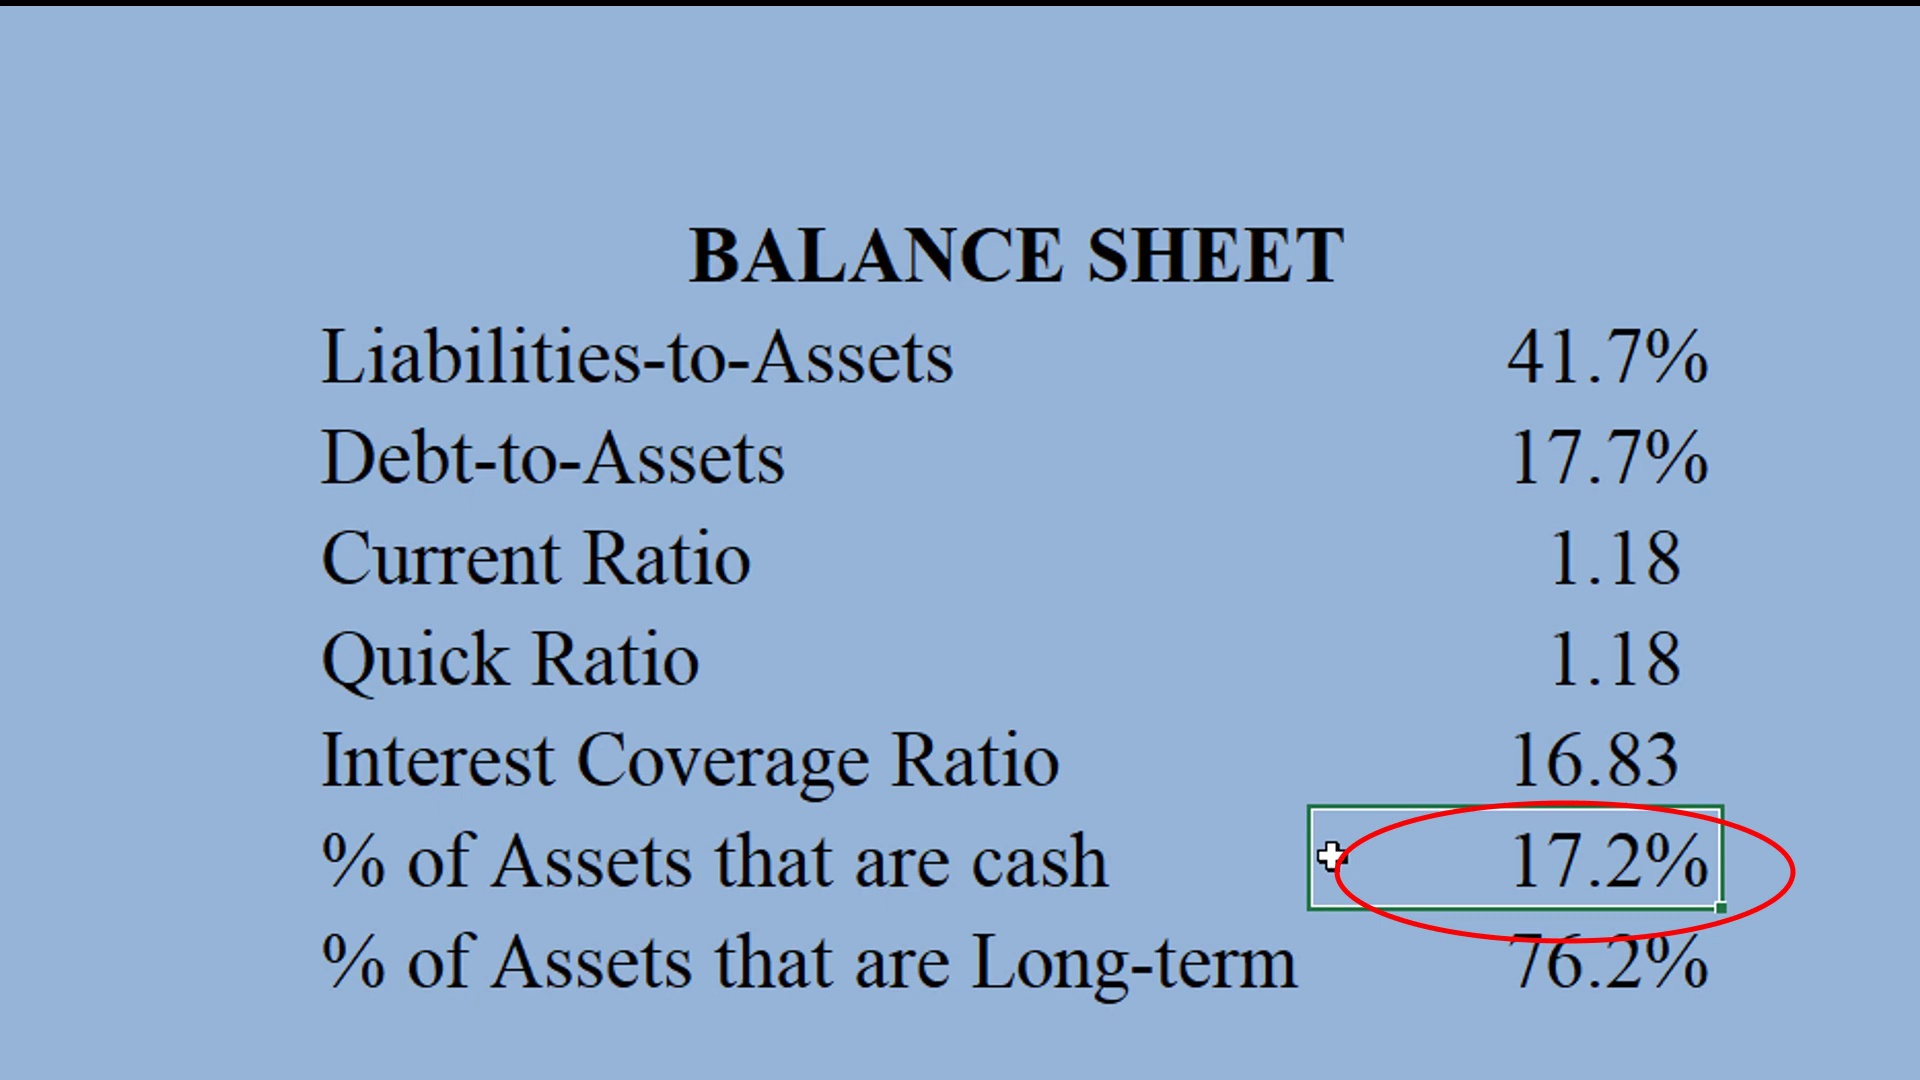 BALANCE SHEET
Liabilities-to-Assets 41.7%
Debt-to-Assets 17.7%
Current Ratio 1.18
Quick Ratio 1.18
Interest Coverage Ratio 16.83
% of Assets that are cash 17.2%
% of Assets that are Long-term 76.2%